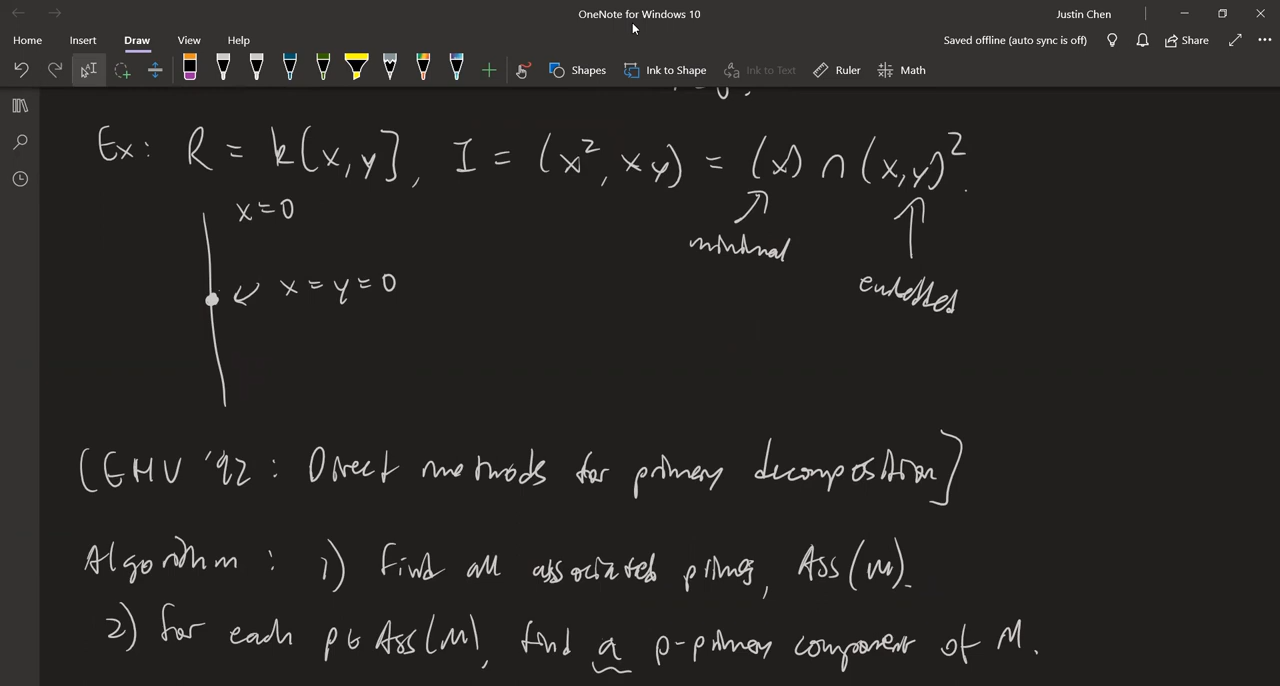 OneNote for Windows 10
Justin Chen
Home Insert Draw View Help
Saved offline (auto sync is off)
Share
Shapes Ink to Shape Ink to Text Ruler Math
Ex: R = k[x,y], I = (x², xy) = (x) ∩ (x,y)².
x=0
minimal
x = y = 0
embedded
[EHV '92 : Direct methods for primary decomposition]
Algorithm : 1) Find all associated primes, Ass(M).
2) For each p ∈ Ass(M), find a p-primary component of M.